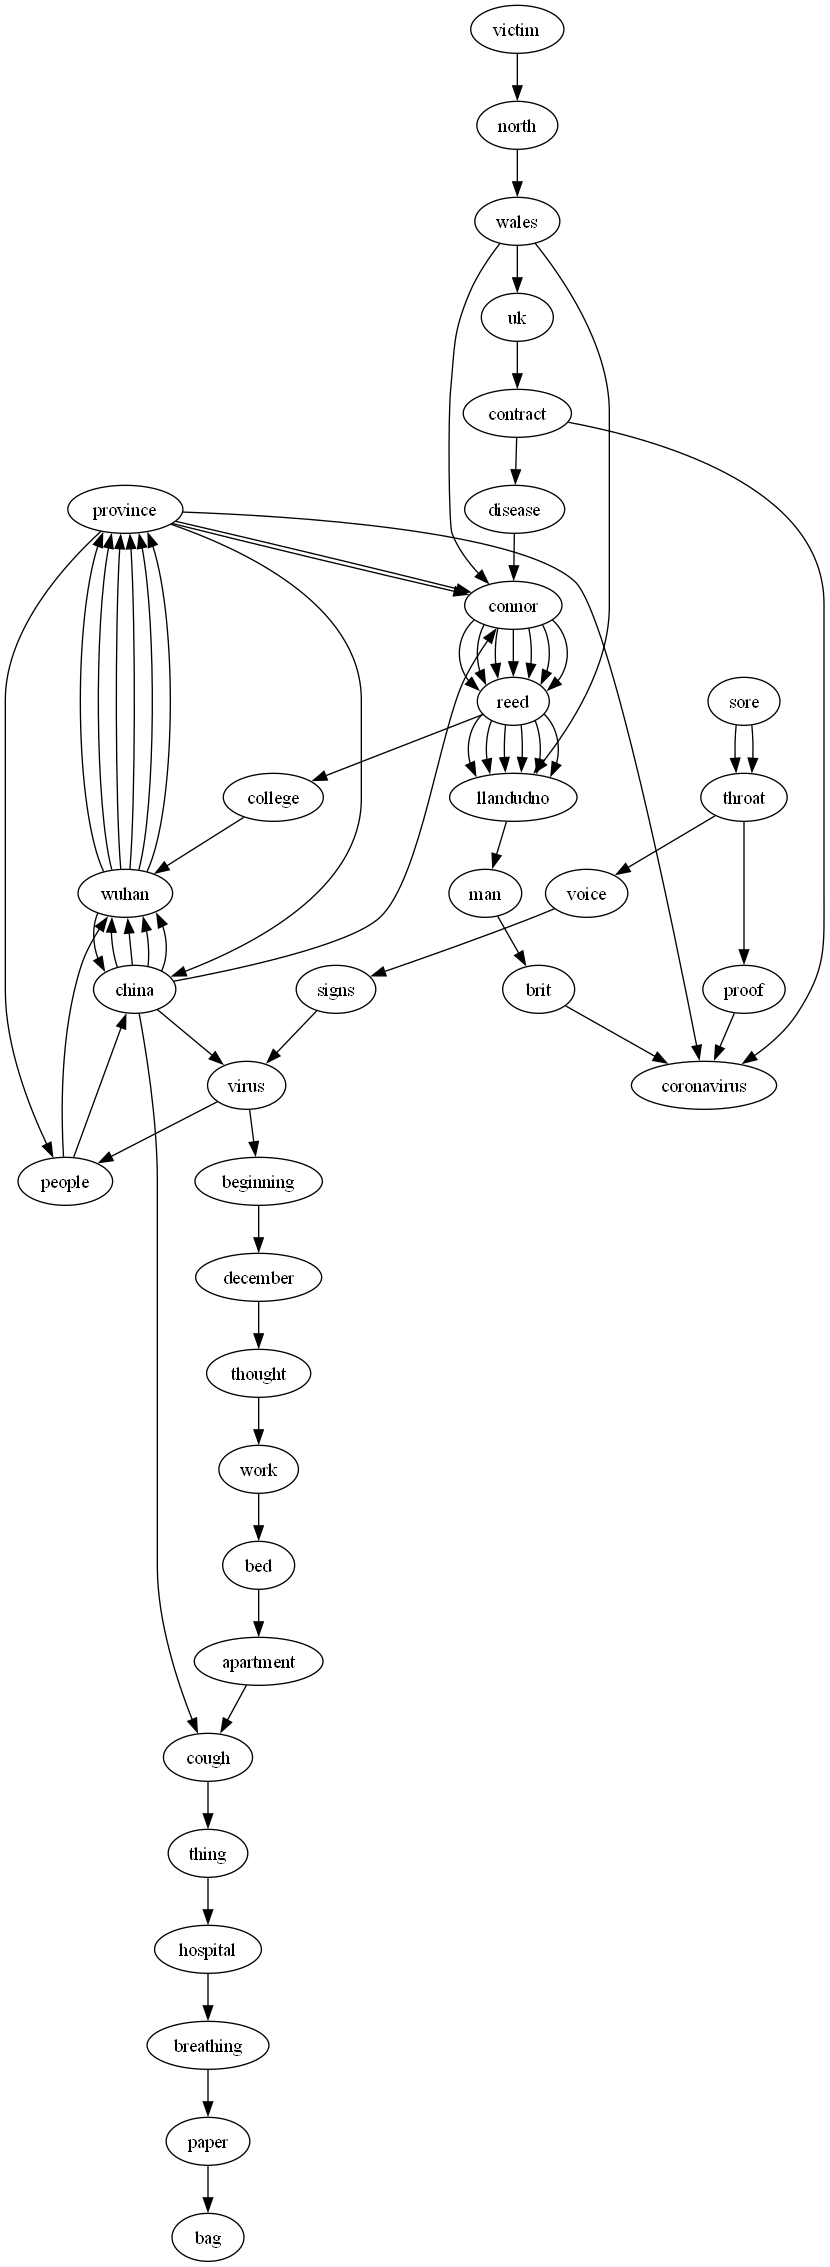 victim
north
wales
uk
contract
province
disease
connor
reed
sore
college
llandudno
throat
wuhan
man
voice
china
signs
brit
proof
virus
coronavirus
people
beginning
december
thought
work
bed
apartment
cough
thing
hospital
breathing
paper
bag